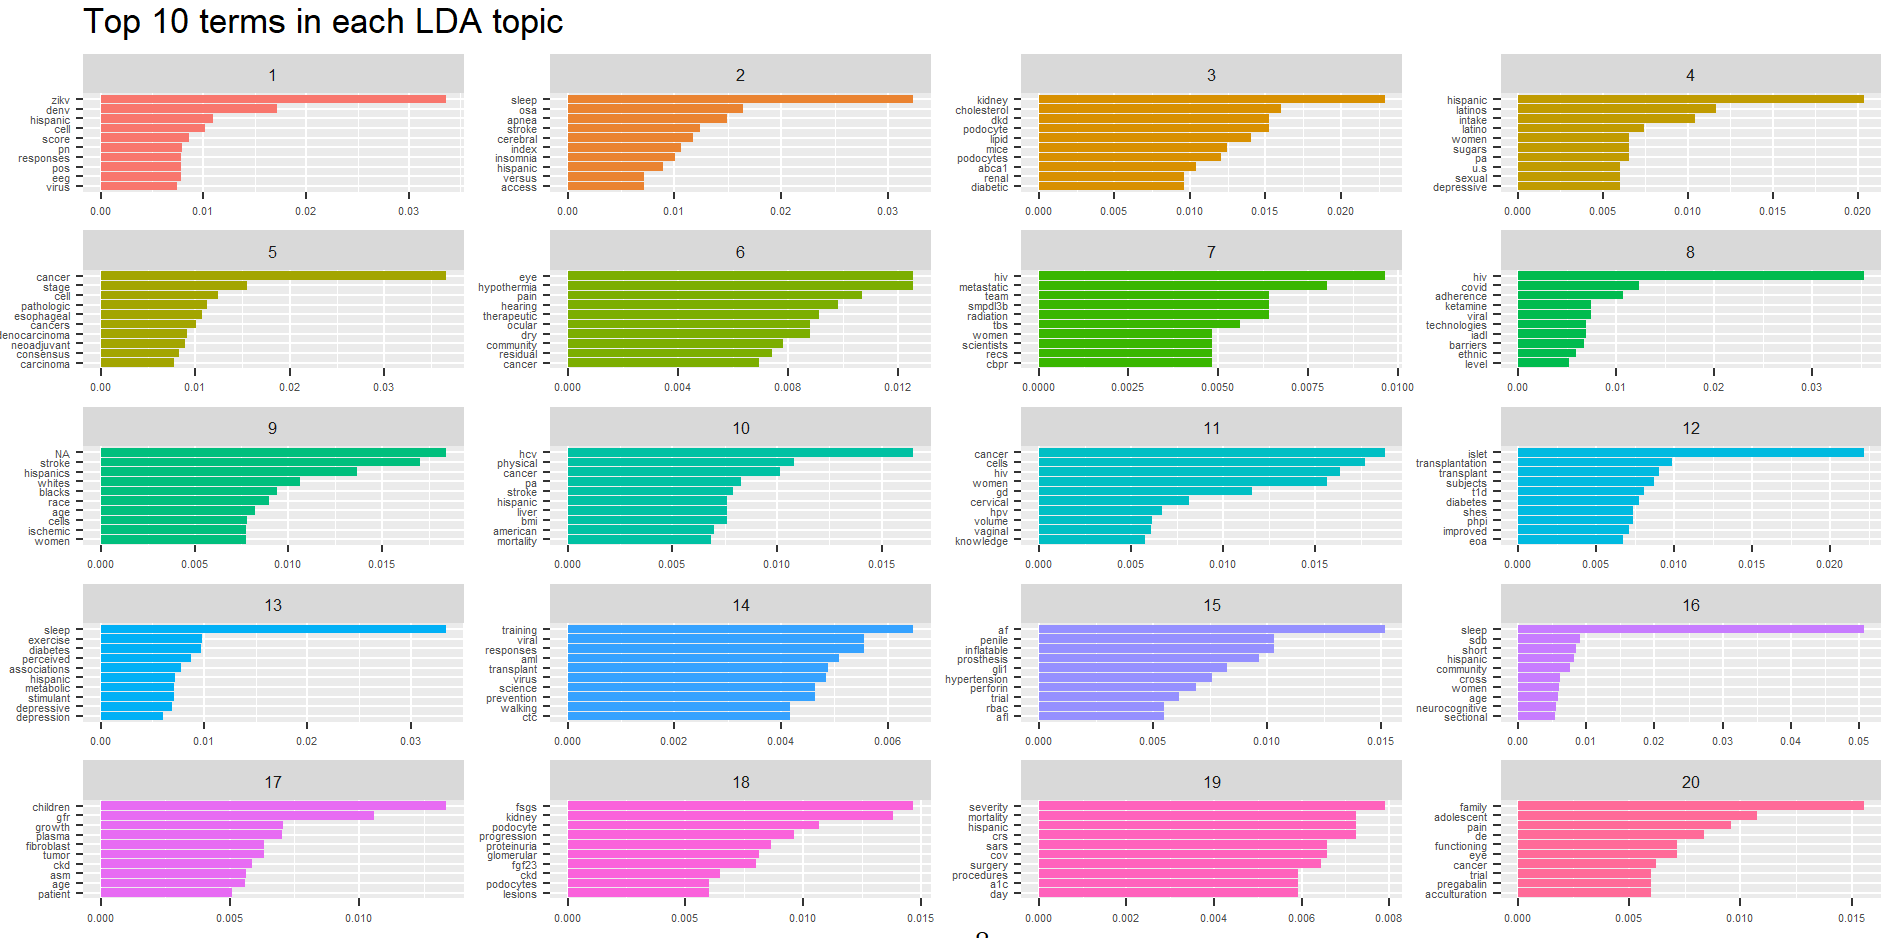 Top 10 terms in each LDA topic
1
zikv
denv
hispanic
cell
score
pn
responses
pos
eeg
virus
0.00 0.01 0.02 0.03
2
sleep
osa
apnea
stroke
cerebral
index
insomnia
hispanic
versus
access
0.00 0.01 0.02 0.03
3
kidney
cholesterol
dkd
podocyte
lipid
mice
podocytes
abca1
renal
diabetic
0.000 0.005 0.010 0.015 0.020
4
hispanic
latinos
intake
latino
women
sugars
pa
u.s
sexual
depressive
0.000 0.005 0.010 0.015 0.020
5
cancer
stage
cell
pathologic
esophageal
cancers
denocarcinoma
neoadjuvant
consensus
carcinoma
0.00 0.01 0.02 0.03
6
eye
hypothermia
pain
hearing
therapeutic
ocular
dry
community
residual
cancer
0.000 0.004 0.008 0.012
7
hiv
metastatic
team
smpdl3b
radiation
tbs
women
scientists
recs
cbpr
0.0000 0.0025 0.0050 0.0075 0.0100
8
hiv
covid
adherence
ketamine
viral
technologies
iadl
barriers
ethnic
level
0.00 0.01 0.02 0.03
9
NA
stroke
hispanics
whites
blacks
race
age
cells
ischemic
women
0.000 0.005 0.010 0.015
10
hcv
physical
cancer
pa
stroke
hispanic
liver
bmi
american
mortality
0.000 0.005 0.010 0.015
11
cancer
cells
hiv
women
gd
cervical
hpv
volume
vaginal
knowledge
0.000 0.005 0.010 0.015
12
islet
transplantation
transplant
subjects
t1d
diabetes
shes
phpi
improved
eoa
0.000 0.005 0.010 0.015 0.020
13
sleep
exercise
diabetes
perceived
associations
hispanic
metabolic
stimulant
depressive
depression
0.00 0.01 0.02 0.03
14
training
viral
responses
aml
transplant
virus
science
prevention
walking
ctc
0.000 0.002 0.004 0.006
15
af
penile
inflatable
prosthesis
gli1
hypertension
perforin
trial
rbac
afl
0.000 0.005 0.010 0.015
16
sleep
sdb
short
hispanic
community
cross
women
age
neurocognitive
sectional
0.00 0.01 0.02 0.03 0.04 0.05
17
children
gfr
growth
plasma
fibroblast
tumor
ckd
asm
age
patient
0.000 0.005 0.010
18
fsgs
kidney
podocyte
progression
proteinuria
glomerular
fgf23
ckd
podocytes
lesions
0.000 0.005 0.010 0.015
19
severity
mortality
hispanic
crs
sars
cov
surgery
procedures
a1c
day
0.000 0.002 0.004 0.006 0.008
20
family
adolescent
pain
de
functioning
eye
cancer
trial
pregabalin
acculturation
0.000 0.005 0.010 0.015